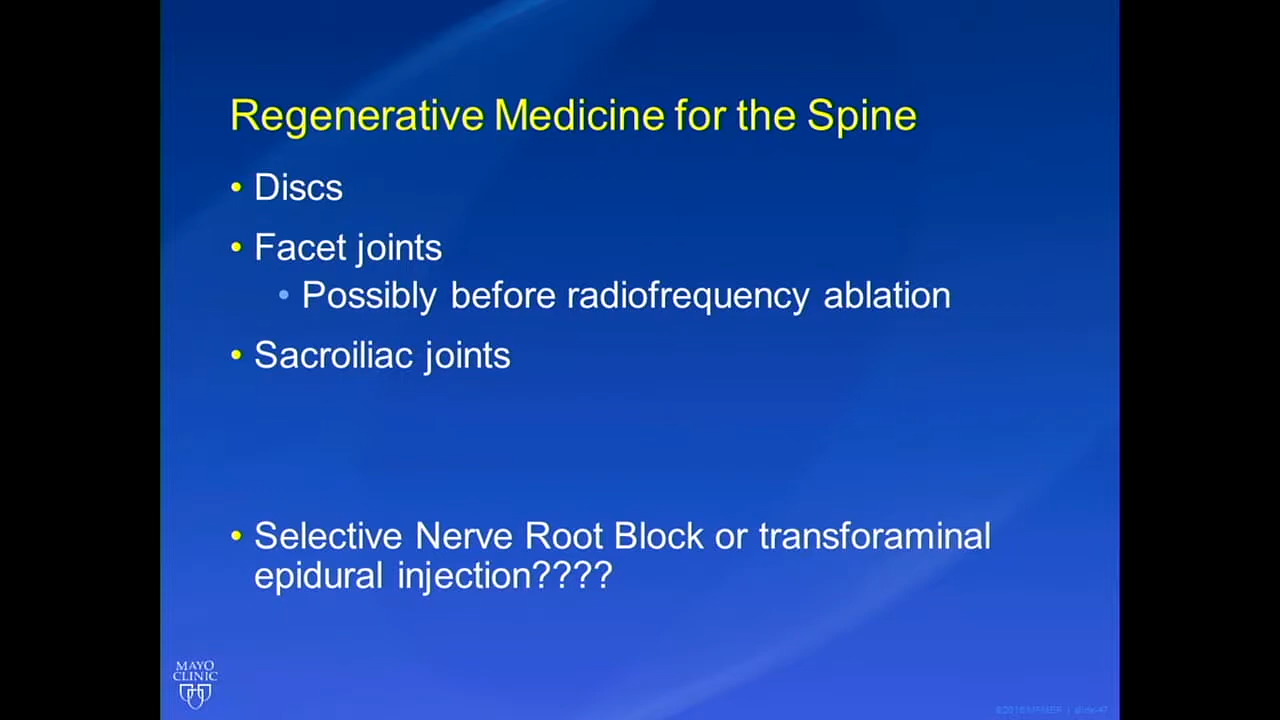 Regenerative Medicine for the Spine
• Discs
• Facet joints
• Possibly before radiofrequency ablation
• Sacroiliac joints
• Selective Nerve Root Block or transforaminal
epidural injection????
MAYO
CLINIC